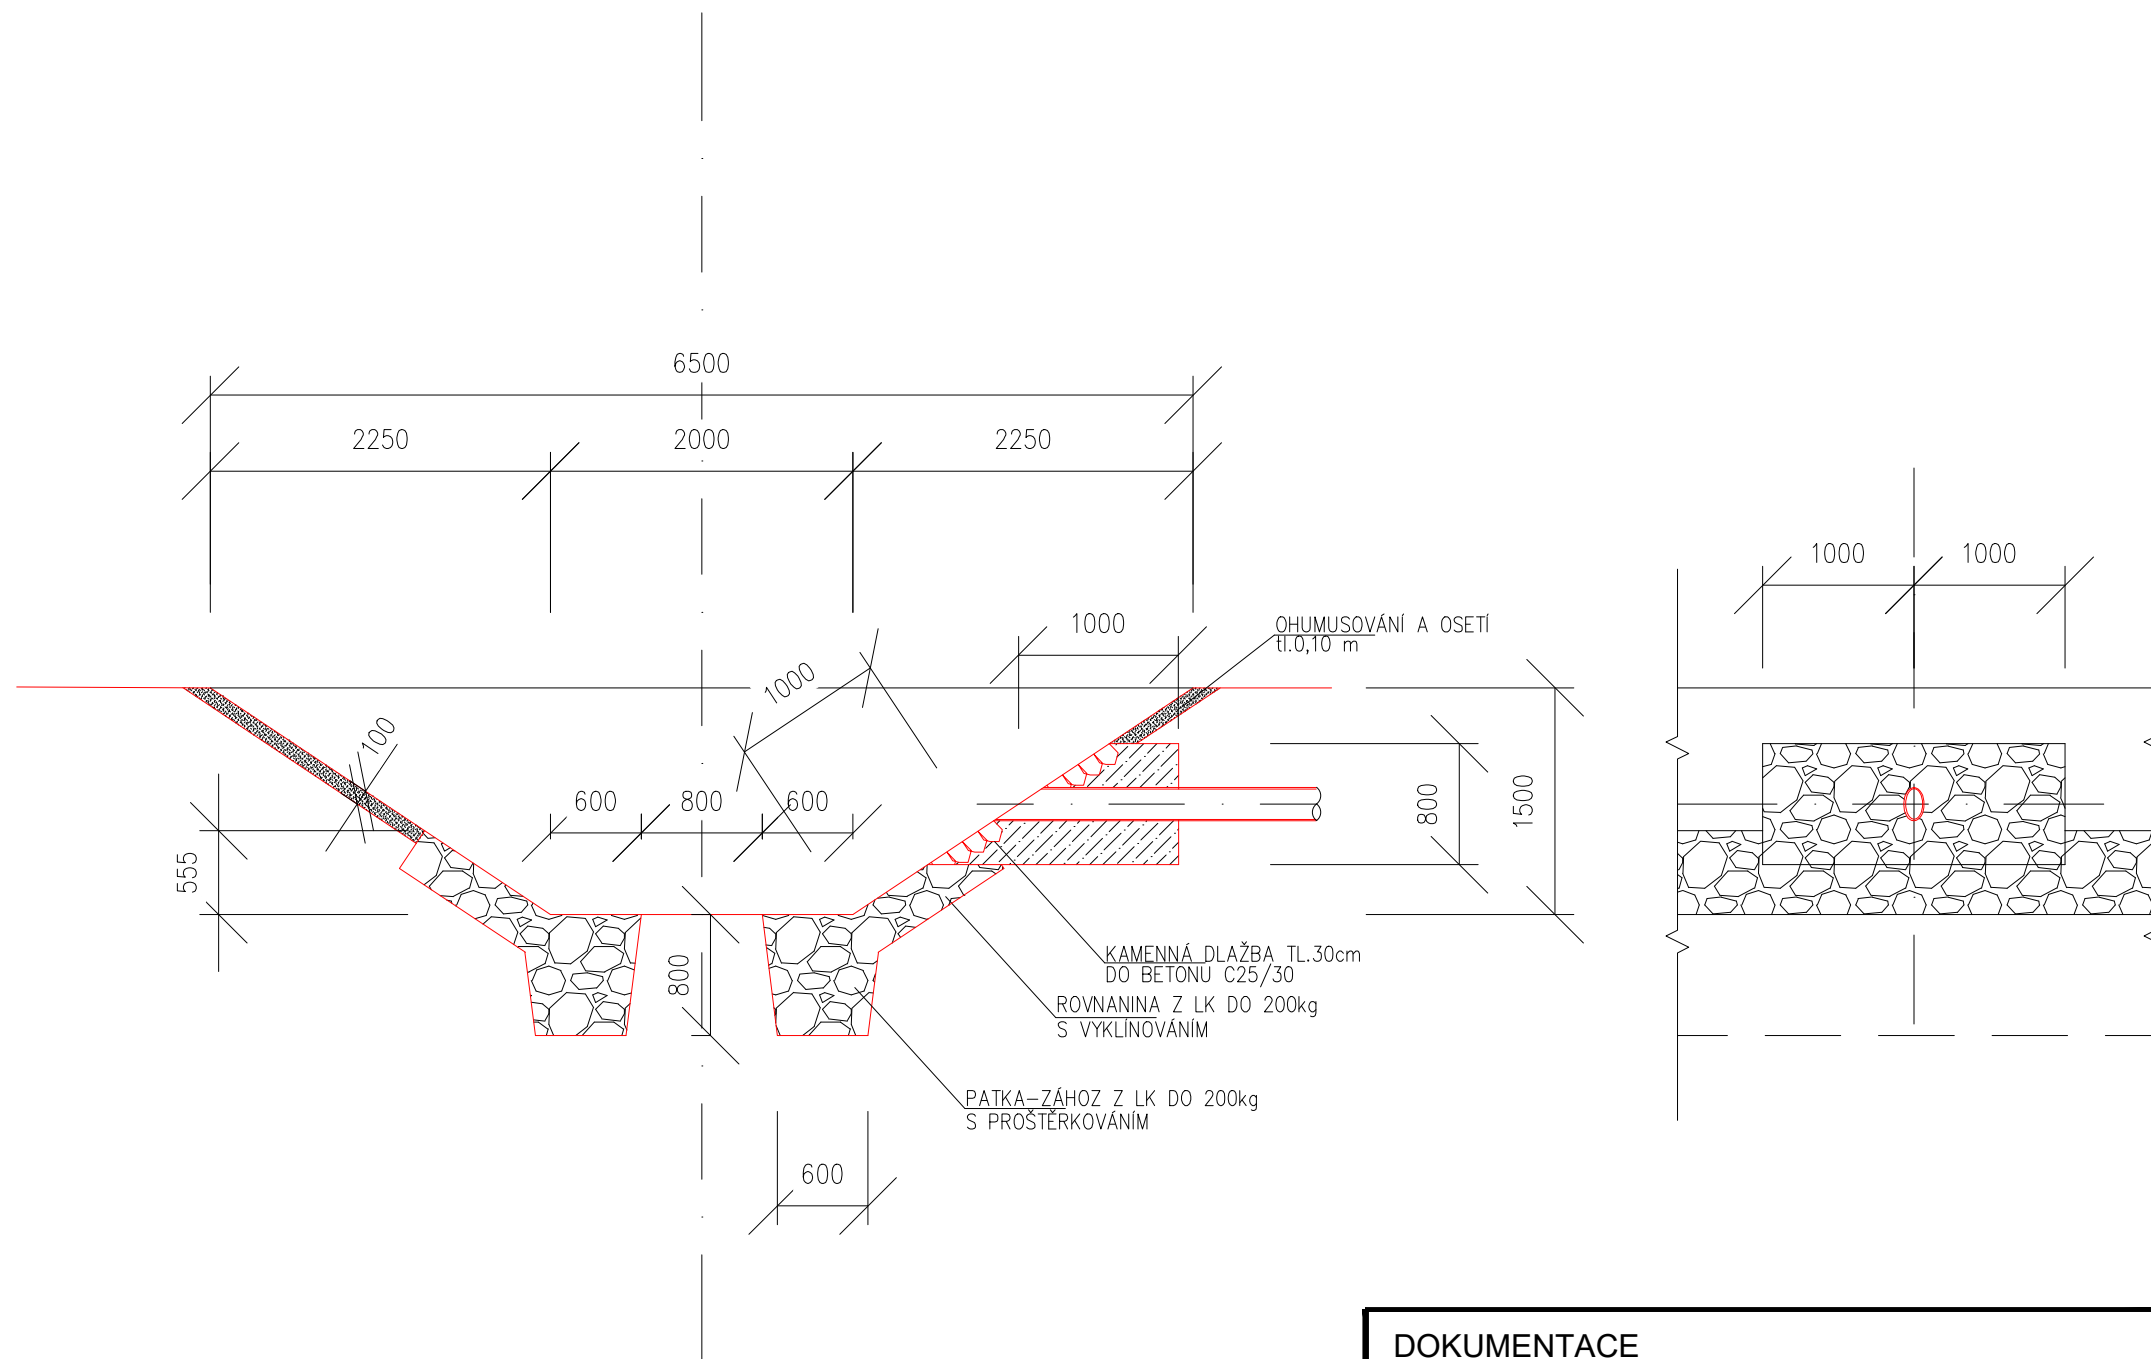 6500
2250
2000
2250
1000
1000
1000
OHUMUSOVÁNÍ A OSETÍ
tl.0,10 m
1000
100
600
800
600
800
1500
555
KAMENNÁ DLAŽBA TL.30cm
DO BETONU C25/30
800
ROVNANINA Z LK DO 200kg
S VYKLÍNOVÁNÍM
PATKA-ZÁHOZ Z LK DO 200kg
S PROŠTĚRKOVÁNÍM
600
DOKUMENTACE